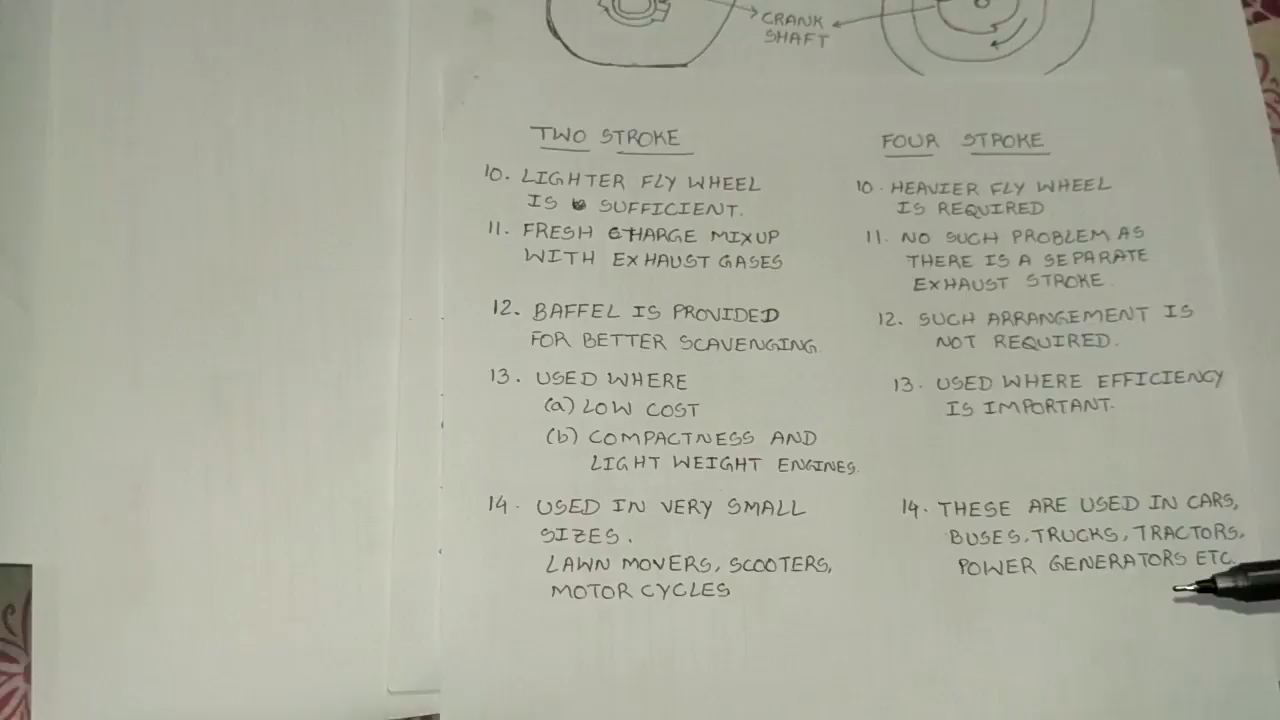 CRANK
SHAFT
TWO STROKE
10. LIGHTER FLY WHEEL
IS SUFFICIENT.
11. FRESH CHARGE MIXUP
WITH EXHAUST GASES
12. BAFFEL IS PROVIDED
FOR BETTER SCAVENGING.
13. USED WHERE
(a) LOW COST
(b) COMPACTNESS AND
LIGHT WEIGHT ENGINES.
14. USED IN VERY SMALL
SIZES.
LAWN MOVERS, SCOOTERS,
MOTOR CYCLES
FOUR STROKE
10. HEAVIER FLY WHEEL
IS REQUIRED
11. NO SUCH PROBLEM AS
THERE IS A SEPARATE
EXHAUST STROKE.
12. SUCH ARRANGEMENT IS
NOT REQUIRED.
13. USED WHERE EFFICIENCY
IS IMPORTANT.
14. THESE ARE USED IN CARS,
BUSES, TRUCKS, TRACTORS,
POWER GENERATORS ETC.